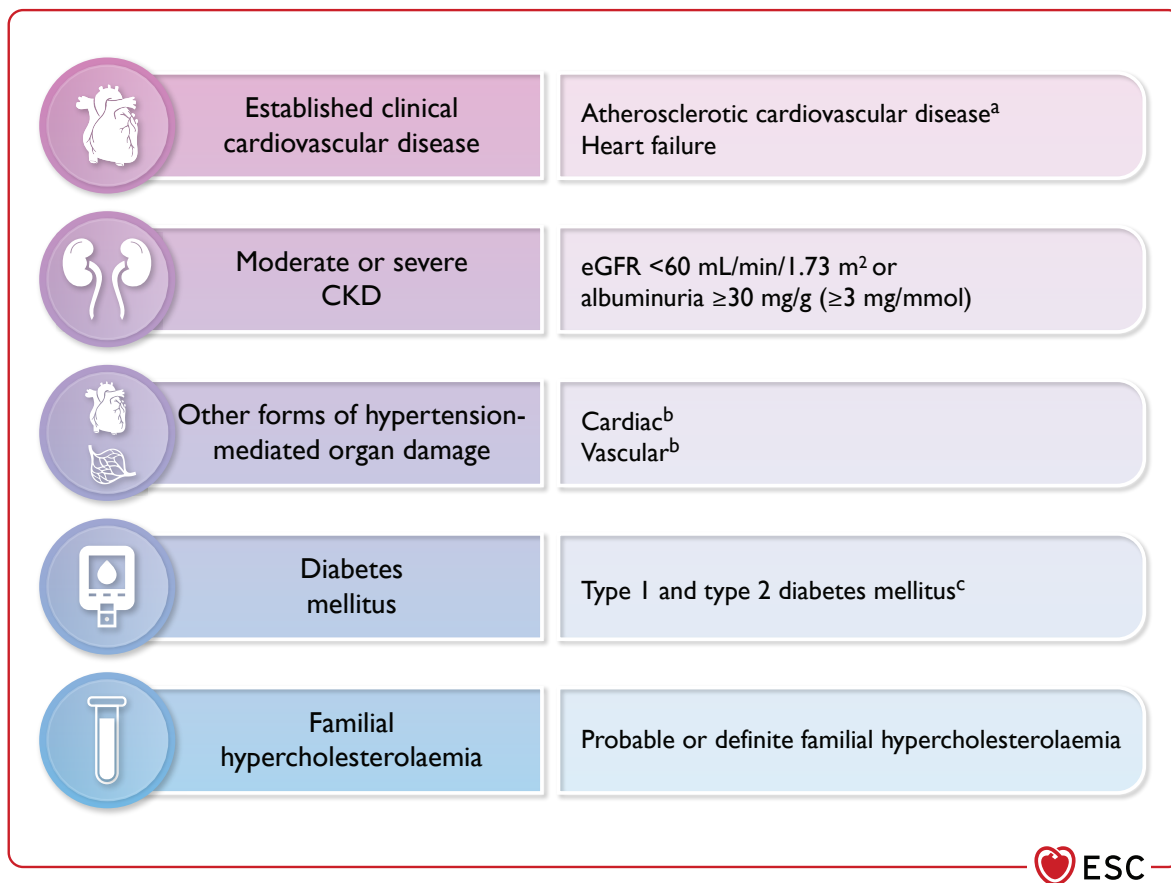 Established clinical
cardiovascular disease
Atherosclerotic cardiovascular diseaseᵃ
Heart failure
Moderate or severe
CKD
eGFR <60 mL/min/1.73 m² or
albuminuria ≥30 mg/g (≥3 mg/mmol)
Other forms of hypertension-
mediated organ damage
Cardiacᵇ
Vascularᵇ
Diabetes
mellitus
Type 1 and type 2 diabetes mellitusᶜ
Familial
hypercholesterolaemia
Probable or definite familial hypercholesterolaemia
ESC